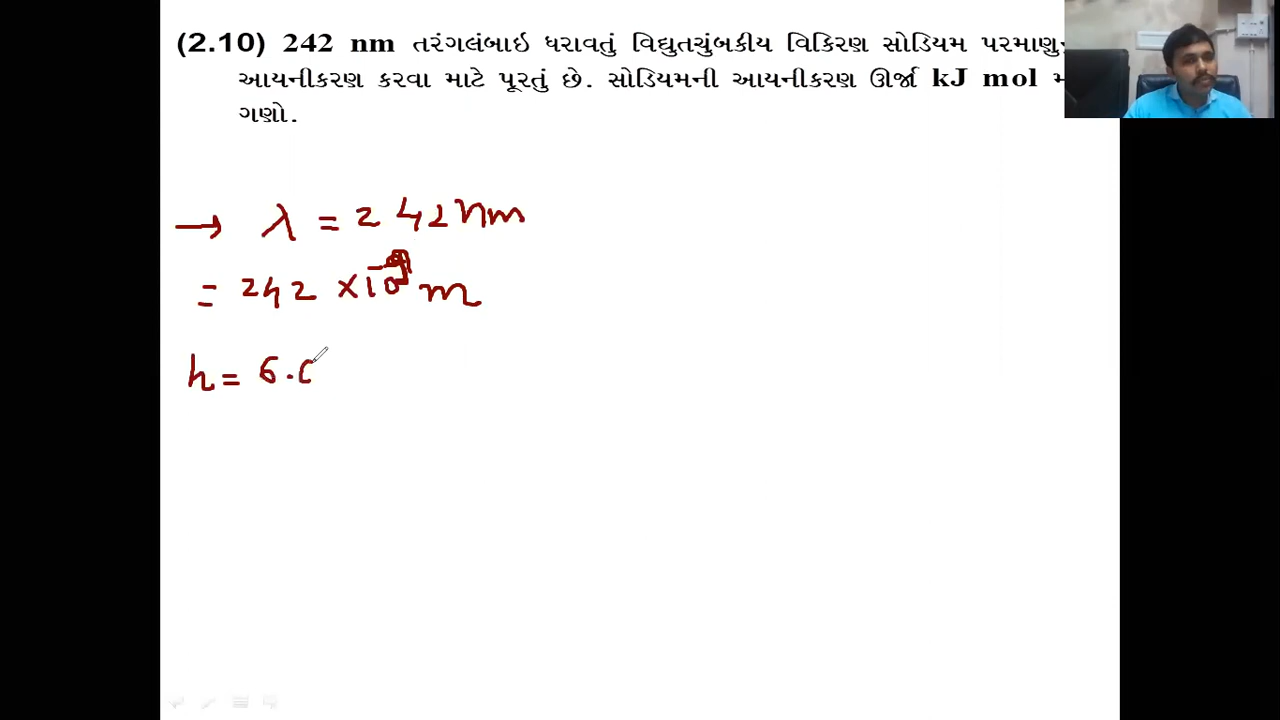 (2.10) 242 nm તરંગલંબાઇ ધરાવતું વિદ્યુતચુંબકીય વિકિરણ સોડિયમ પરમાણુ
આયનીકરણ કરવા માટે પૂરતું છે. સોડિયમની આયનીકરણ ઊર્જા kJ mol
ગણો.
→ λ = 242 nm
= 242 × 10⁻⁹ m
h = 6.